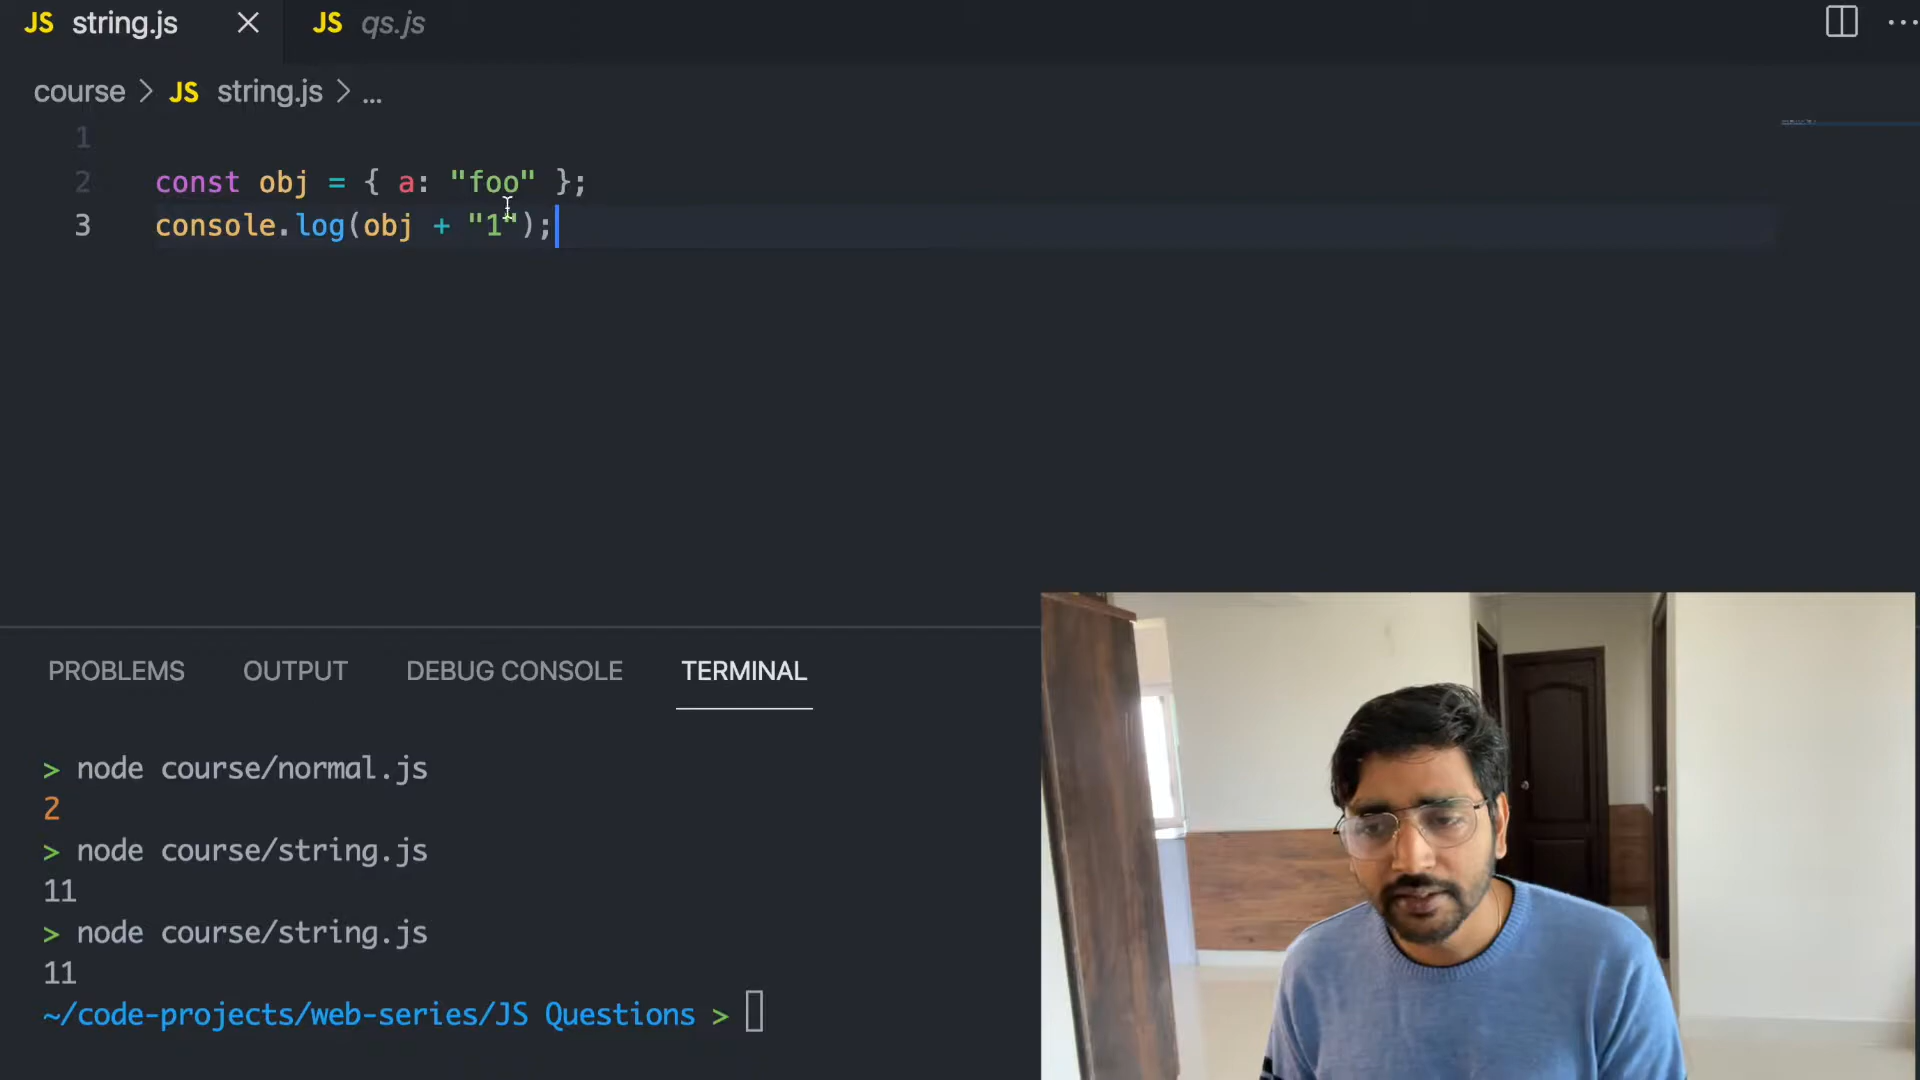 JS string.js
JS qs.js
course > JS string.js > ...
1
2 const obj = { a: "foo" };
3 console.log(obj + "1");
PROBLEMS OUTPUT DEBUG CONSOLE TERMINAL
> node course/normal.js
2
> node course/string.js
11
> node course/string.js
11
~/code-projects/web-series/JS Questions >